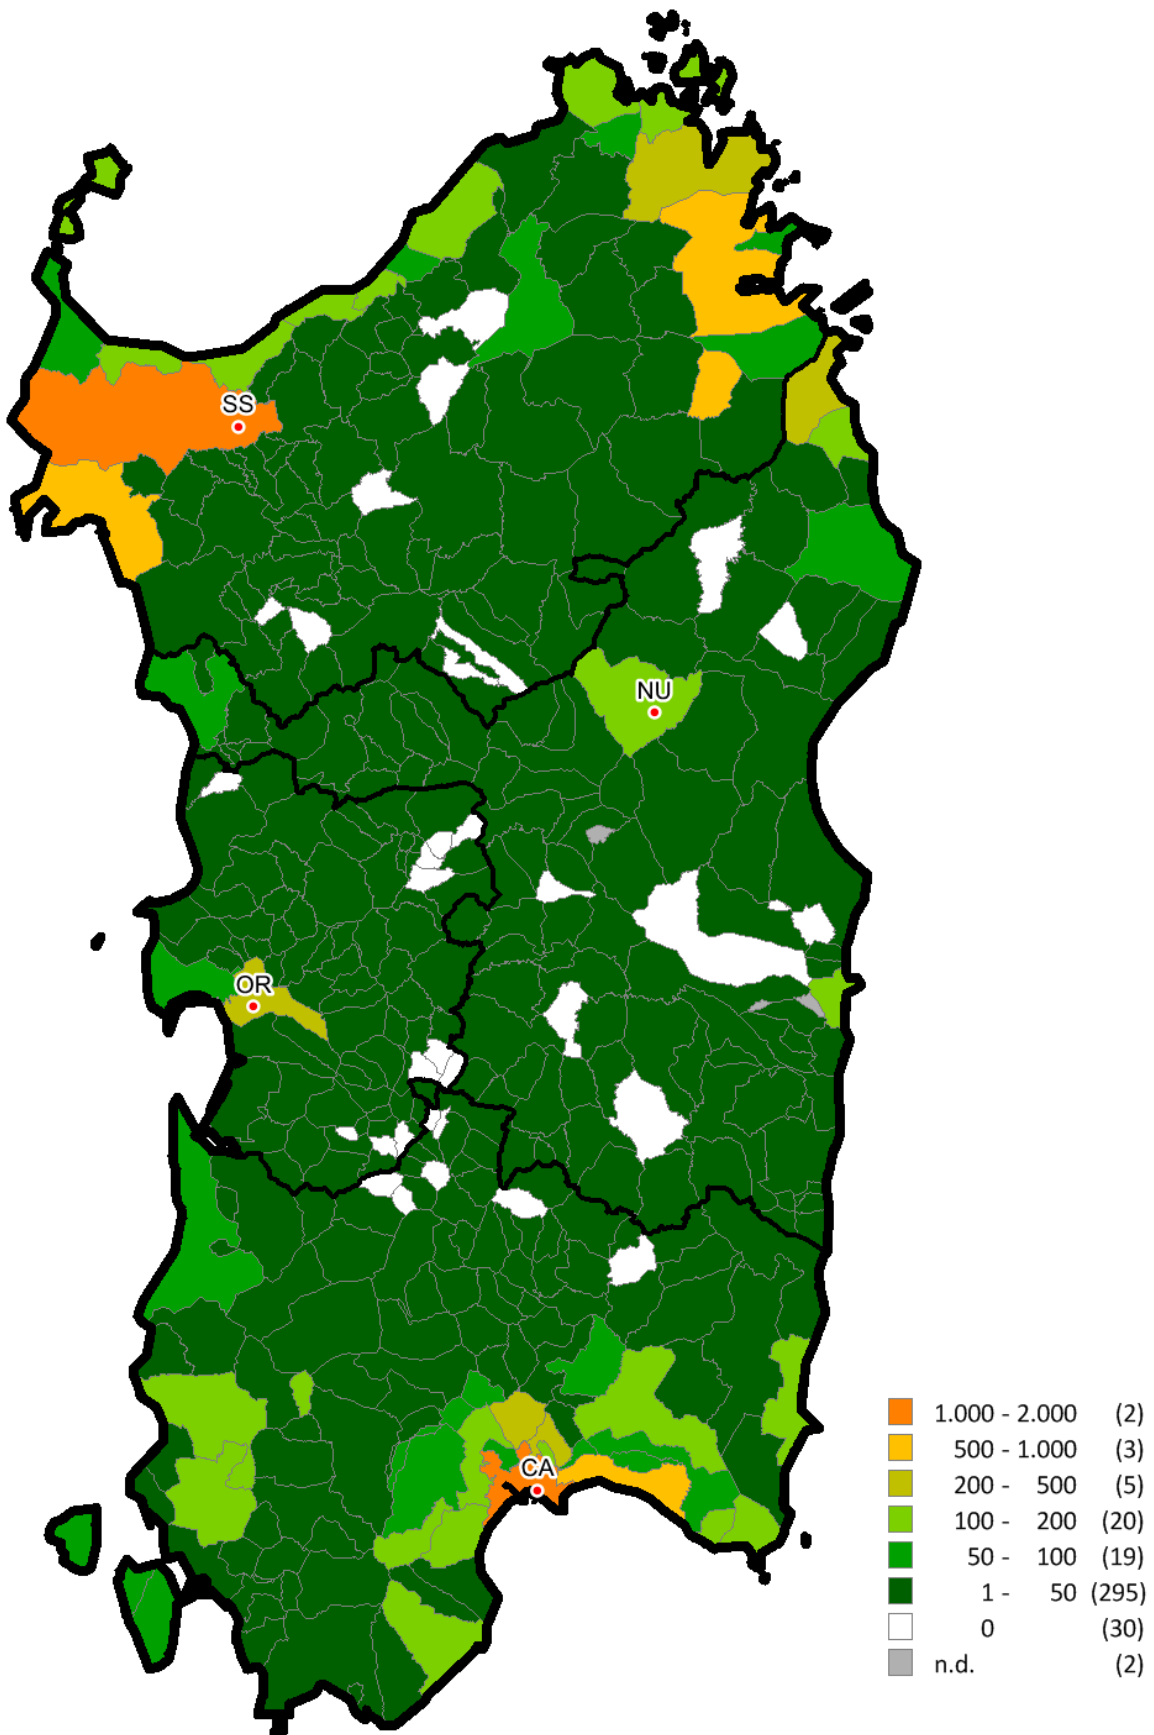 SS
NU
OR
CA
1.000 - 2.000 (2)
500 - 1.000 (3)
200 - 500 (5)
100 - 200 (20)
50 - 100 (19)
1 - 50 (295)
0 (30)
n.d. (2)